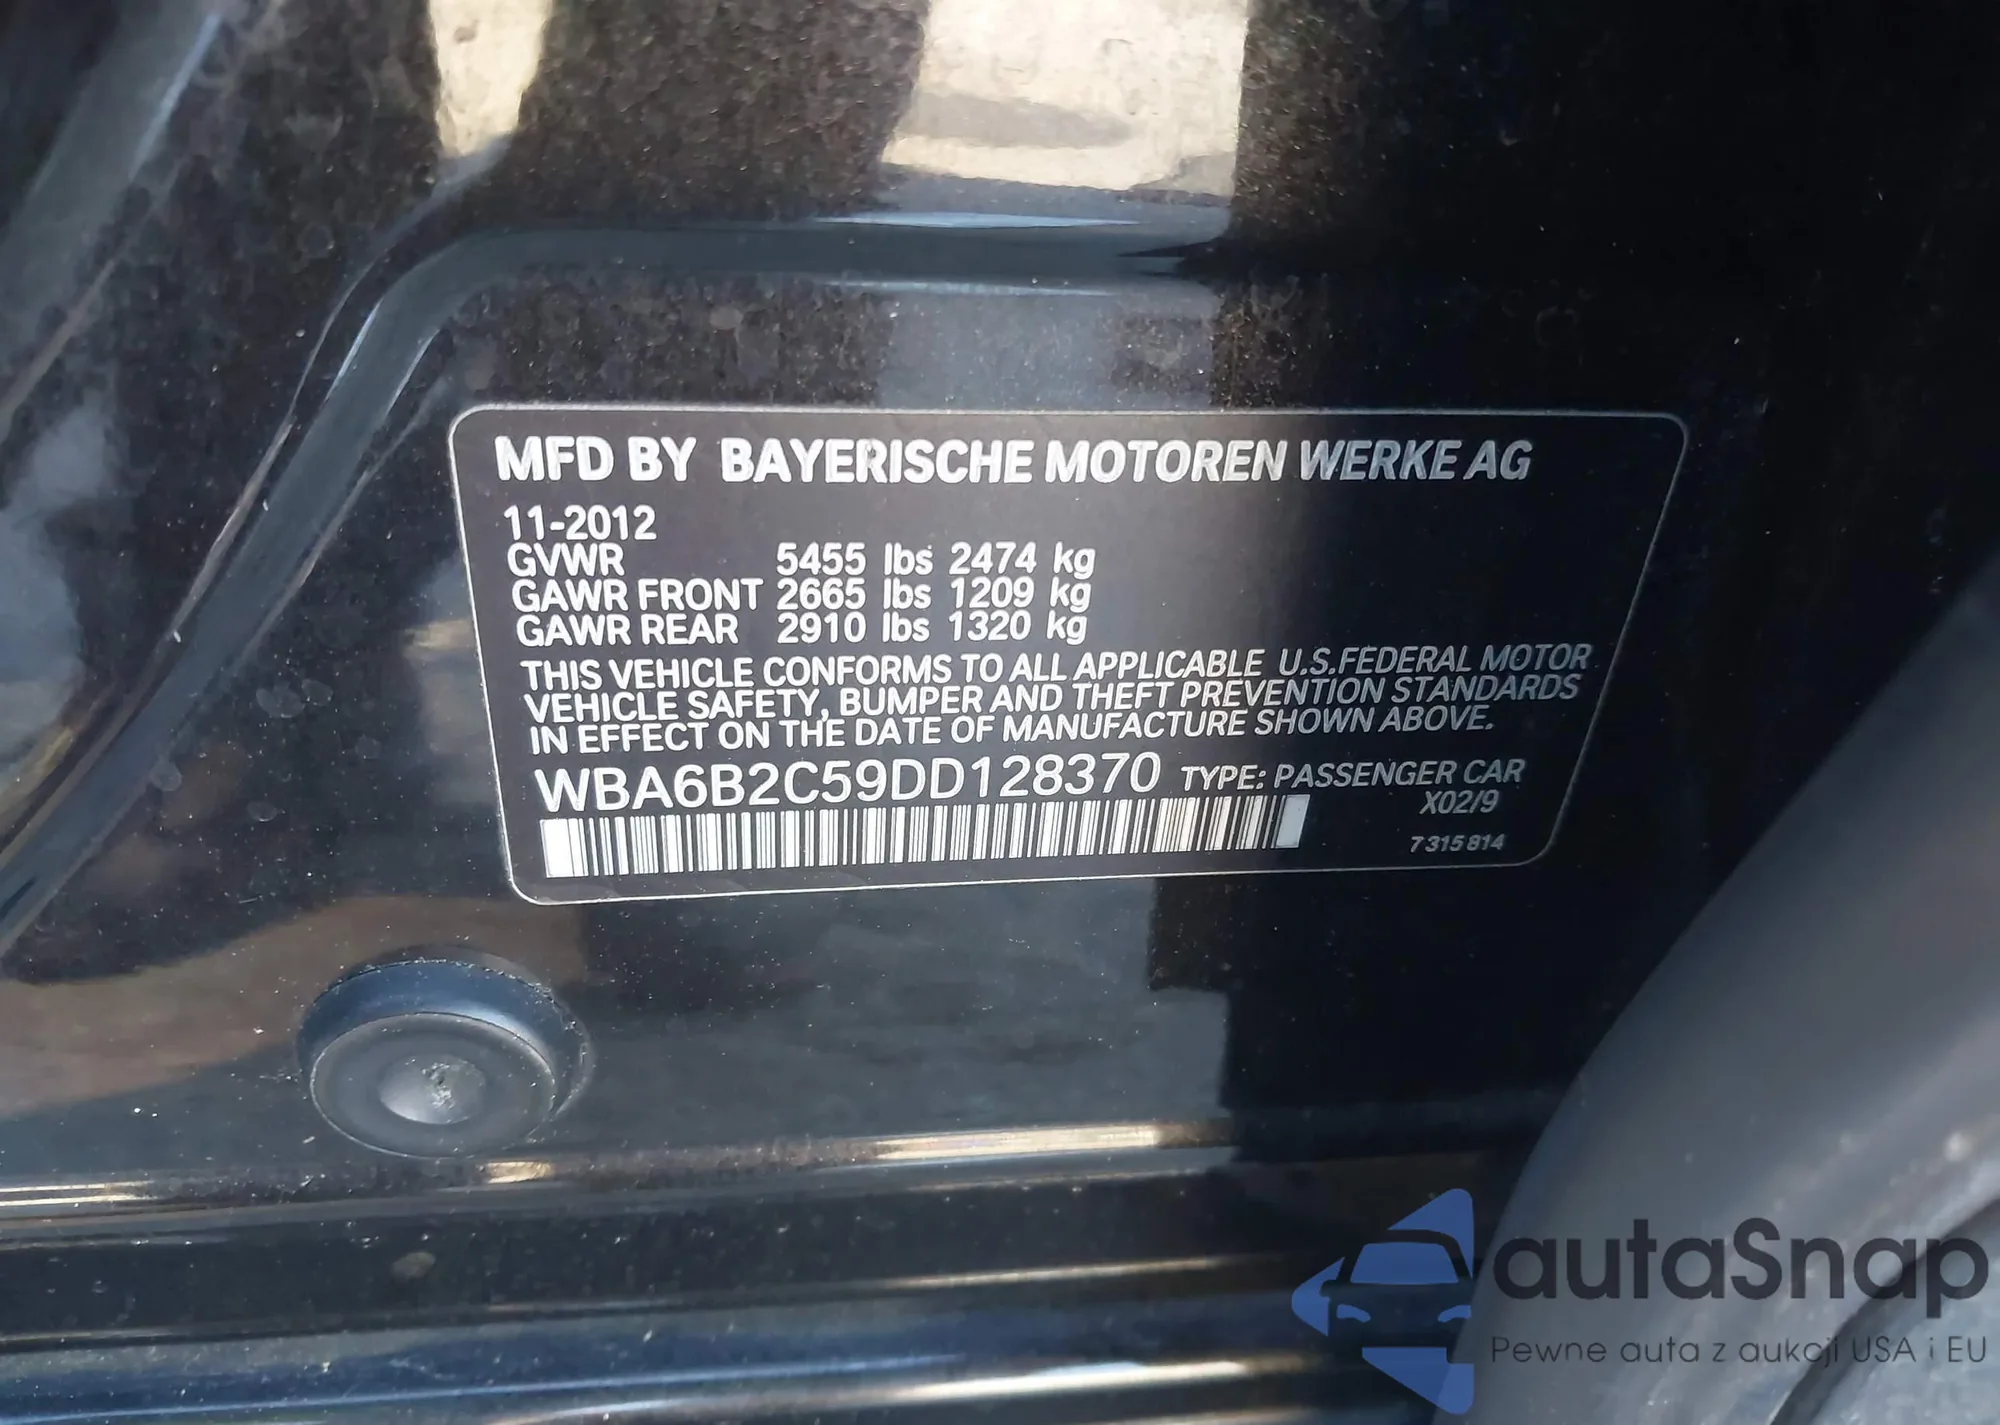 MFD BY BAYERISCHE MOTOREN WERKE AG
11-2012
GVWR 5455 lbs 2474 kg
GAWR FRONT 2665 lbs 1209 kg
GAWR REAR 2910 lbs 1320 kg
THIS VEHICLE CONFORMS TO ALL APPLICABLE U.S.FEDERAL MOTOR
VEHICLE SAFETY, BUMPER AND THEFT PREVENTION STANDARDS
IN EFFECT ON THE DATE OF MANUFACTURE SHOWN ABOVE.
WBA6B2C59DD128370 TYPE: PASSENGER CAR
X02/9
7315814
autaSnap
Pewne auta z aukcji USA i EU